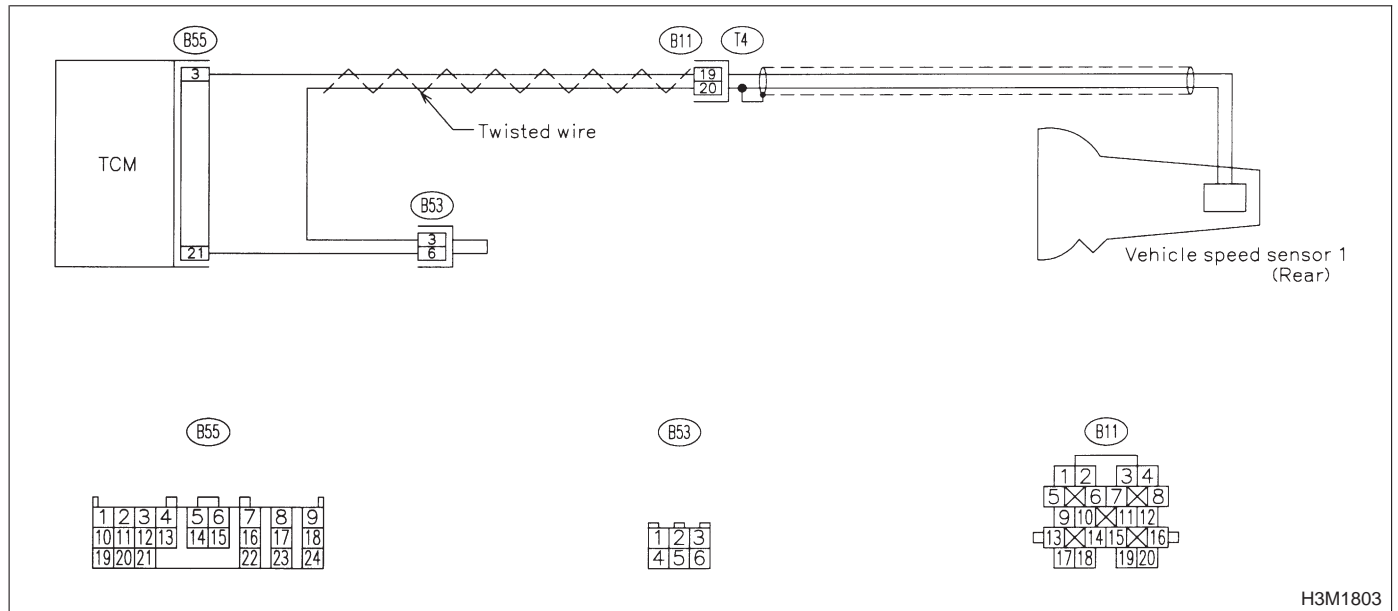 B55
B11
T4
3
19
20
Twisted wire
TCM
B53
3
6
21
Vehicle speed sensor 1
(Rear)
B55
B53
B11
1 2 3 4 5 6 7 8 9
10 11 12 13 14 15 16 17 18
19 20 21 22 23 24
1 2 3
4 5 6
1 2 3 4
5 6 7 8
9 10 11 12
13 14 15 16
17 18 19 20
H3M1803